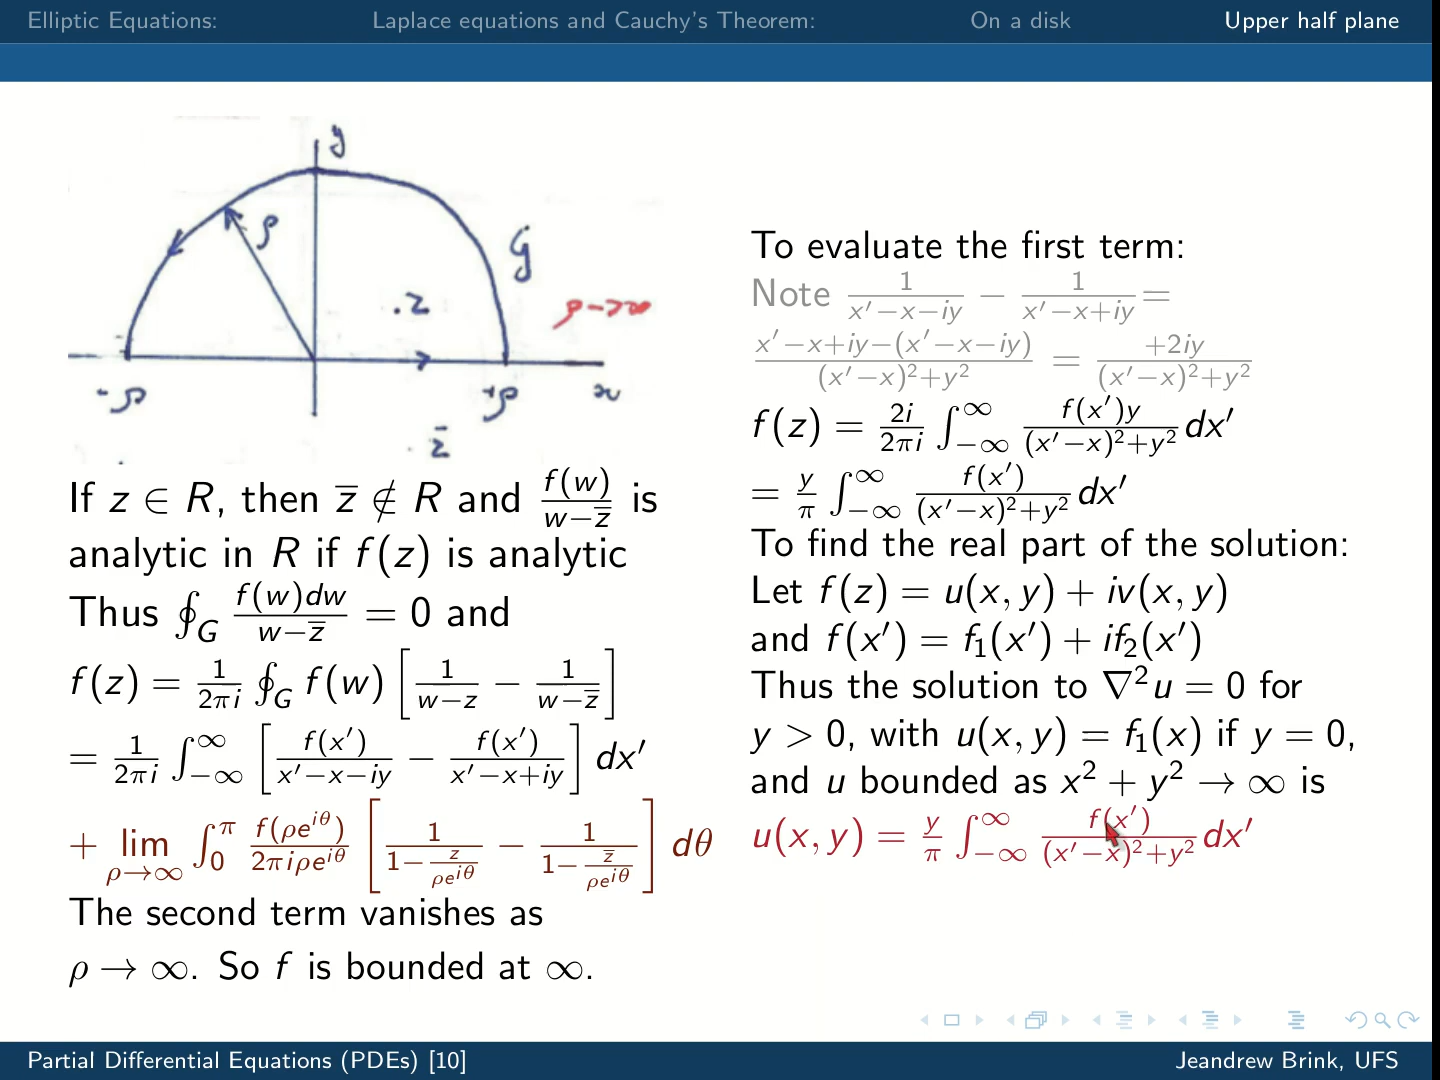 Elliptic Equations: Laplace equations and Cauchy's Theorem: On a disk Upper half plane
y
ρ
G
.z
ρ->∞
-ρ +ρ x
z̅
If z ∈ R, then z̅ ∉ R and f(w)/(w−z̅) is
analytic in R if f(z) is analytic
Thus ∮_G f(w)dw/(w−z̅) = 0 and
f(z) = 1/(2πi) ∮_G f(w) [1/(w−z) − 1/(w−z̅)]
= 1/(2πi) ∫_{−∞}^{∞} [f(x′)/(x′−x−iy) − f(x′)/(x′−x+iy)] dx′
+ lim_{ρ→∞} ∫_0^π f(ρe^{iθ})/(2πiρe^{iθ}) [1/(1−z/(ρe^{iθ})) − 1/(1−z̅/(ρe^{iθ}))] dθ
The second term vanishes as
ρ → ∞. So f is bounded at ∞.
To evaluate the first term:
Note 1/(x′−x−iy) − 1/(x′−x+iy) =
(x′−x+iy−(x′−x−iy))/((x′−x)²+y²) = +2iy/((x′−x)²+y²)
f(z) = 2i/(2πi) ∫_{−∞}^{∞} f(x′)y/((x′−x)²+y²) dx′
= y/π ∫_{−∞}^{∞} f(x′)/((x′−x)²+y²) dx′
To find the real part of the solution:
Let f(z) = u(x, y) + iv(x, y)
and f(x′) = f₁(x′) + if₂(x′)
Thus the solution to ∇²u = 0 for
y > 0, with u(x, y) = f₁(x) if y = 0,
and u bounded as x² + y² → ∞ is
u(x, y) = y/π ∫_{−∞}^{∞} f(x′)/((x′−x)²+y²) dx′
Partial Differential Equations (PDEs) [10] Jeandrew Brink, UFS